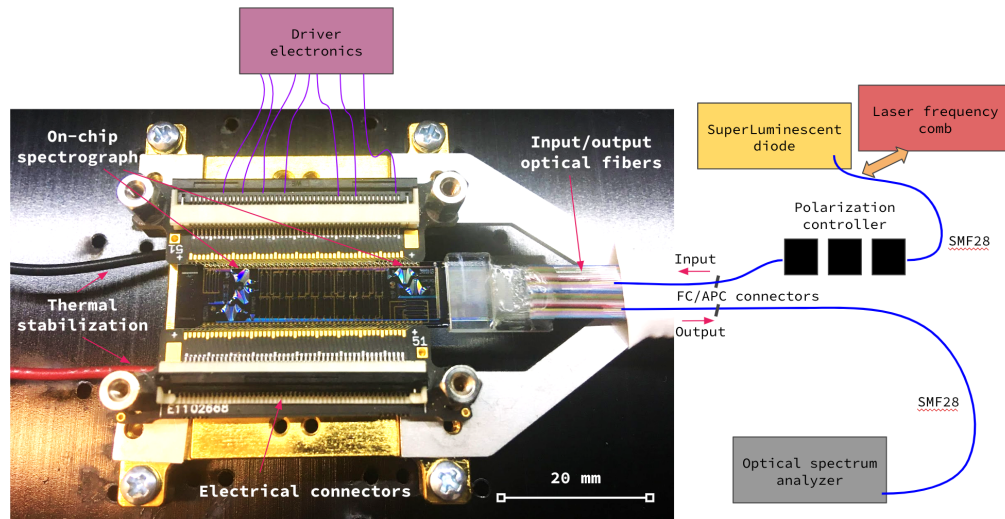 Driver
electronics
On-chip
spectrograph
Input/output
optical fibers
SuperLuminescent
diode
Laser frequency
comb
Polarization
controller
SMF28
Input
FC/APC connectors
Output
51
Thermal
stabilization
51
E1102668
SMF28
Electrical connectors
20 mm
Optical spectrum
analyzer